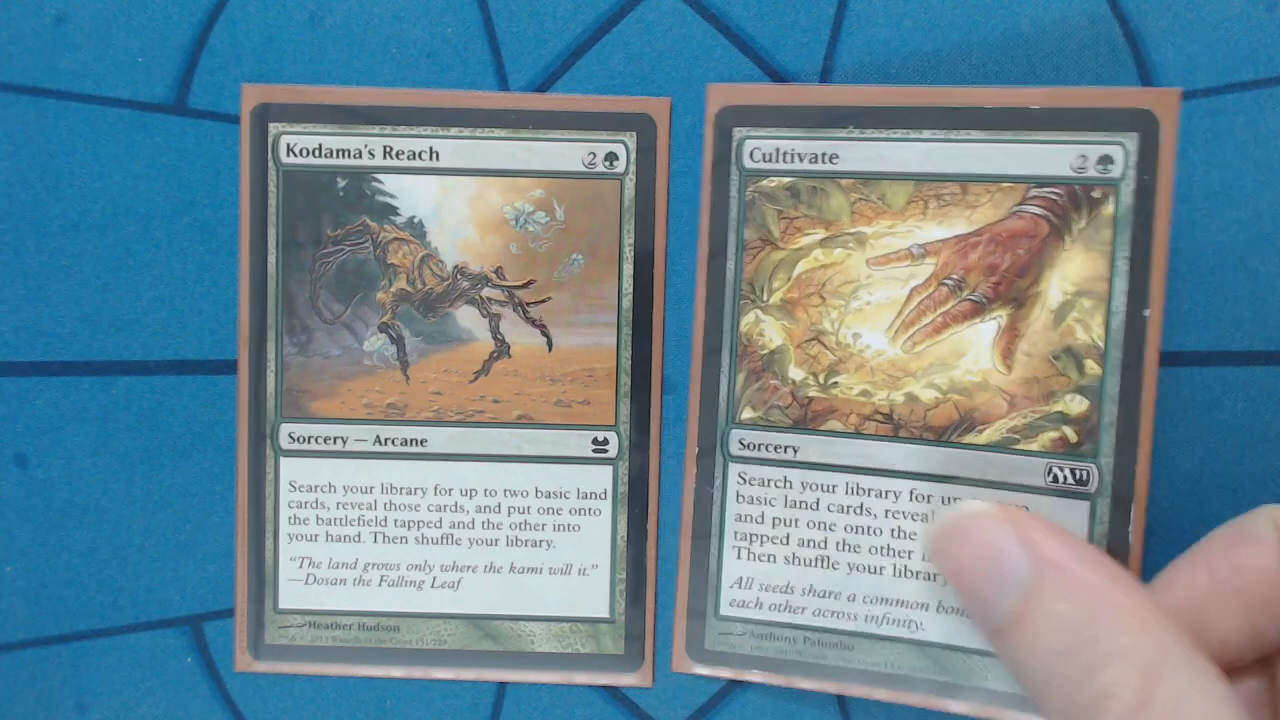 Kodama's Reach
2
Sorcery — Arcane
Search your library for up to two basic land
cards, reveal those cards, and put one onto
the battlefield tapped and the other into
your hand. Then shuffle your library.
"The land grows only where the kami will it."
—Dosan the Falling Leaf
Heather Hudson
Cultivate
2
Sorcery
M11
Search your library for
basic land cards,
and put one onto the
tapped and the other
Then shuffle your library
All seeds share a common
each other across infinity.
Anthony Palumbo